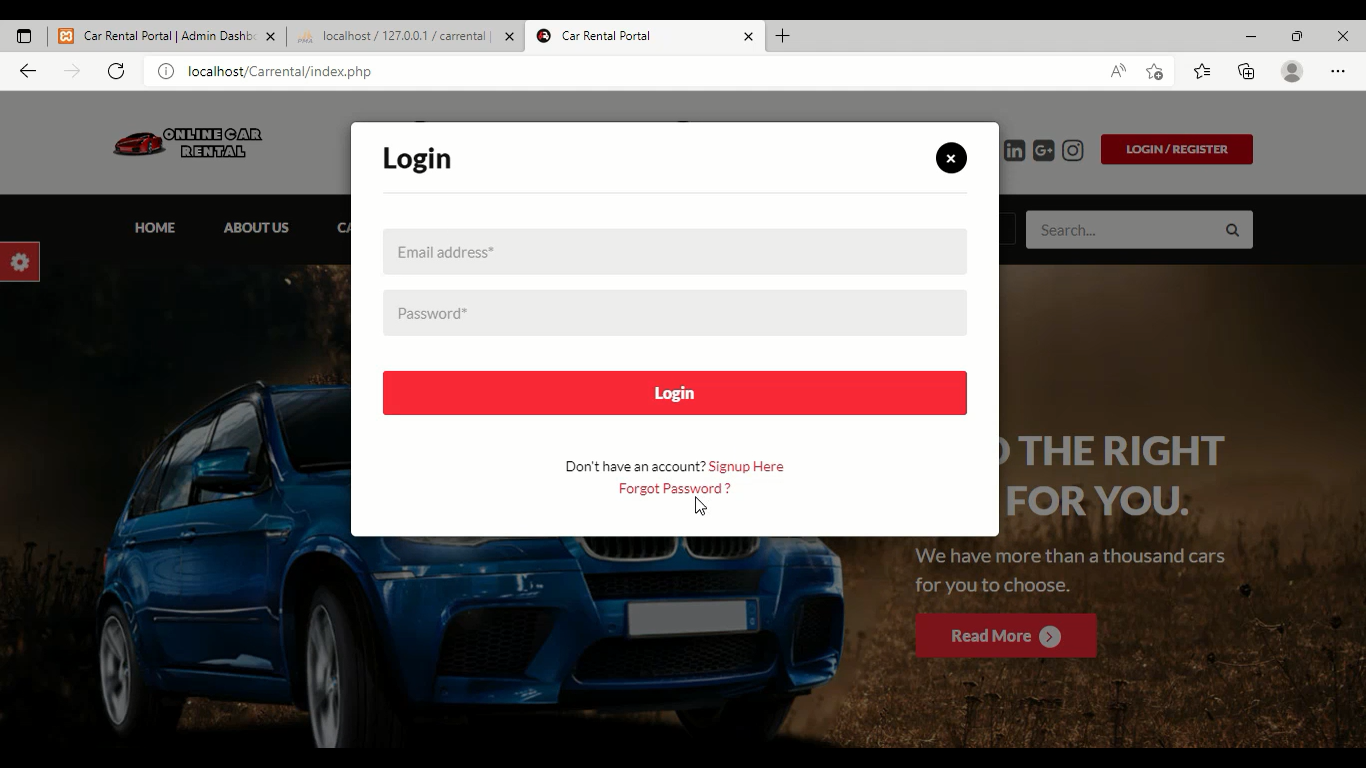 Car Rental Portal | Admin Dashb
localhost / 127.0.0.1 / carrental |
Car Rental Portal
localhost/Carrental/index.php
ONLINE CAR
RENTAL
Login
LOGIN / REGISTER
HOME
ABOUT US
CA
Search...
Email address*
Password*
Login
Don't have an account? Signup Here
Forgot Password ?
THE RIGHT
FOR YOU.
We have more than a thousand cars
for you to choose.
Read More